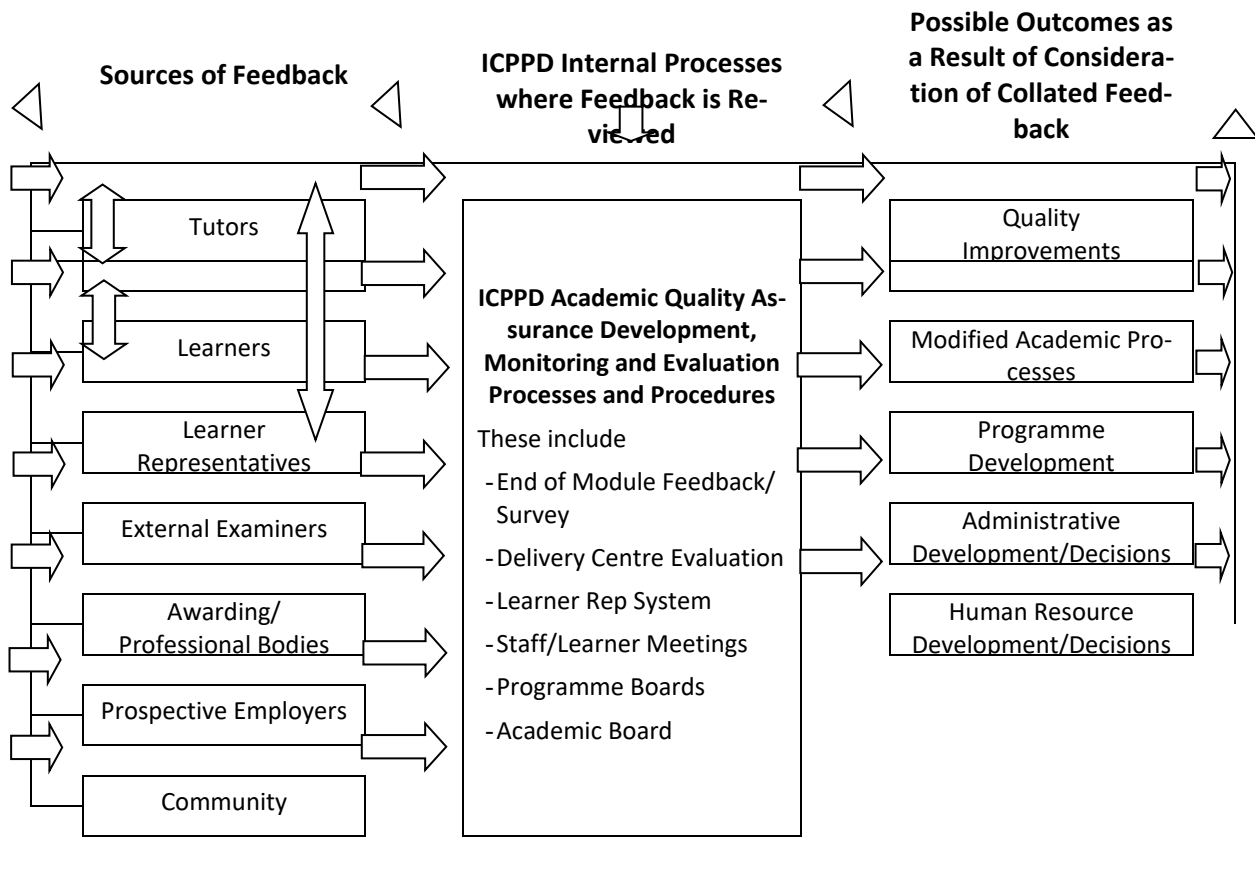 Sources of Feedback
ICPPD Internal Processes
where Feedback is Re-
viewed
Possible Outcomes as
a Result of Considera-
tion of Collated Feed-
back
Tutors
Learners
Learner
Representatives
External Examiners
Awarding/
Professional Bodies
Prospective Employers
Community
ICPPD Academic Quality As-
surance Development,
Monitoring and Evaluation
Processes and Procedures
These include
-End of Module Feedback/
Survey
-Delivery Centre Evaluation
-Learner Rep System
-Staff/Learner Meetings
-Programme Boards
-Academic Board
Quality
Improvements
Modified Academic Pro-
cesses
Programme
Development
Administrative
Development/Decisions
Human Resource
Development/Decisions